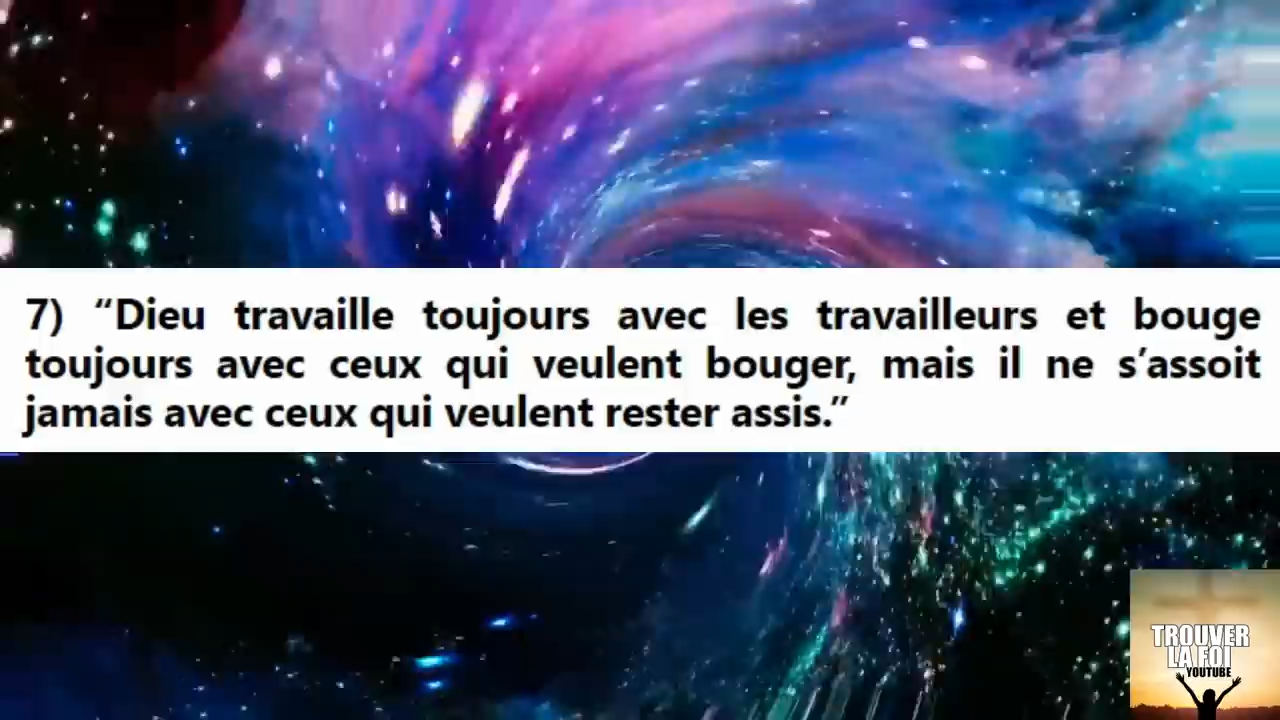 7) “Dieu travaille toujours avec les travailleurs et bouge
toujours avec ceux qui veulent bouger, mais il ne s’assoit
jamais avec ceux qui veulent rester assis.”
TROUVER
LA FOI
YOUTUBE